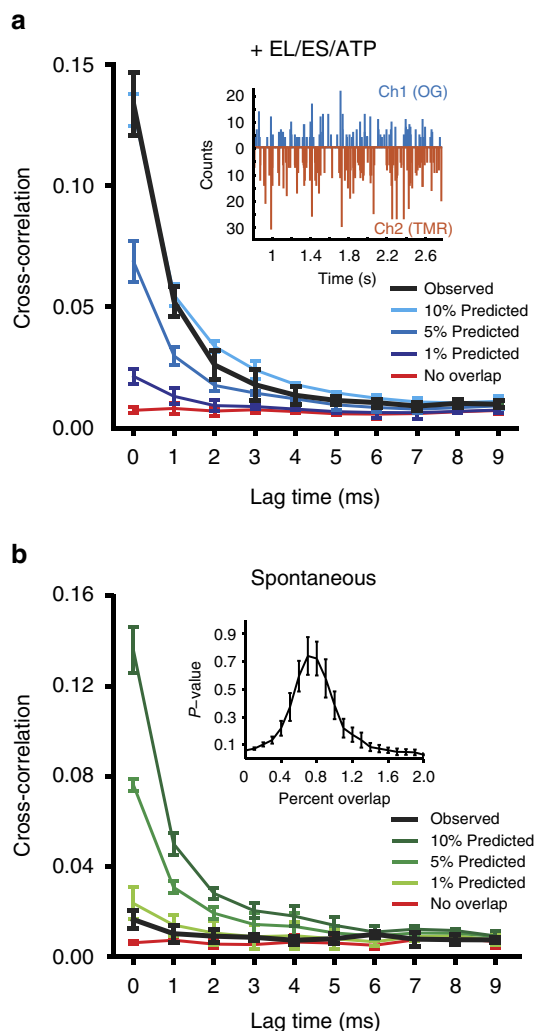 a
+ EL/ES/ATP
0.15
0.10
0.05
0.00
Cross-correlation
20
10
0
10
20
30
Counts
Ch1 (OG)
Ch2 (TMR)
1 1.4 1.8 2.2 2.6
Time (s)
Observed
10% Predicted
5% Predicted
1% Predicted
No overlap
0 1 2 3 4 5 6 7 8 9
Lag time (ms)
b
Spontaneous
0.16
0.12
0.08
0.04
0.00
Cross-correlation
0.9
0.7
0.5
0.3
0.1
P-value
0 0.4 0.8 1.2 1.6 2.0
Percent overlap
Observed
10% Predicted
5% Predicted
1% Predicted
No overlap
0 1 2 3 4 5 6 7 8 9
Lag time (ms)